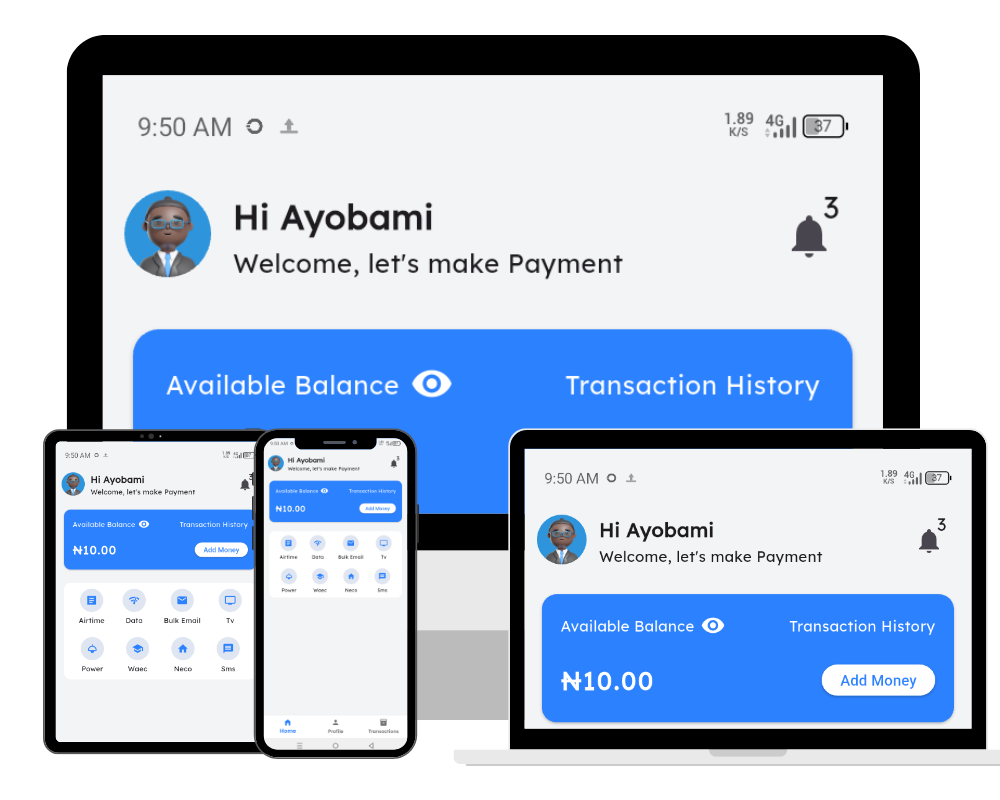 9:50 AM
1.89 K/S 4G 37
Hi Ayobami
3
Welcome, let's make Payment
Available Balance Transaction History
9:50 AM
Hi Ayobami
Welcome, let's make Payment
Available Balance Transaction History
₦10.00 Add Money
Airtime Data Bulk Email Tv
Power Waec Neco Sms
9:50 AM
Hi Ayobami
3
Welcome, let's make Payment
Available Balance Transaction History
₦10.00 Add Money
Airtime Data Bulk Email Tv
Power Waec Neco Sms
Home Profile Transactions
9:50 AM
1.89 K/S 4G 37
Hi Ayobami
3
Welcome, let's make Payment
Available Balance Transaction History
₦10.00 Add Money